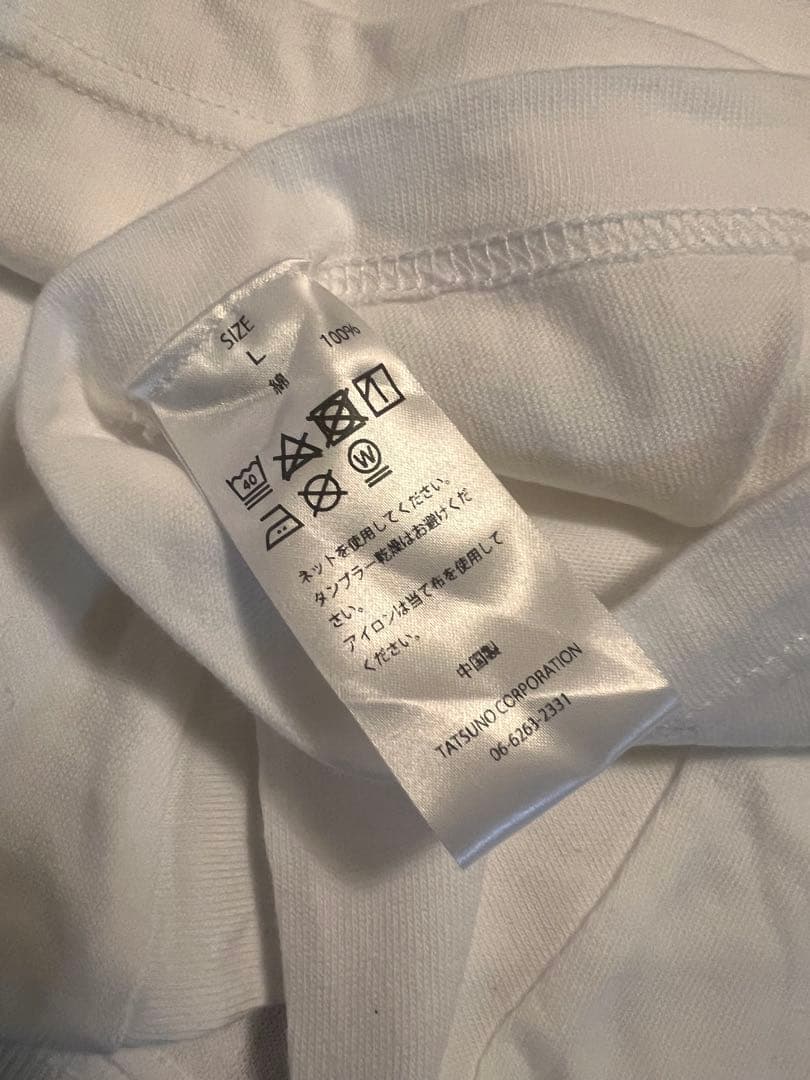 SIZE
L
綿 100%
40
W
ネットを使用してください。
タンブラー乾燥はお避けくだ
さい。
アイロンは当て布を使用して
ください。
中国製
TATSUNO CORPORATION
06-6263-2331